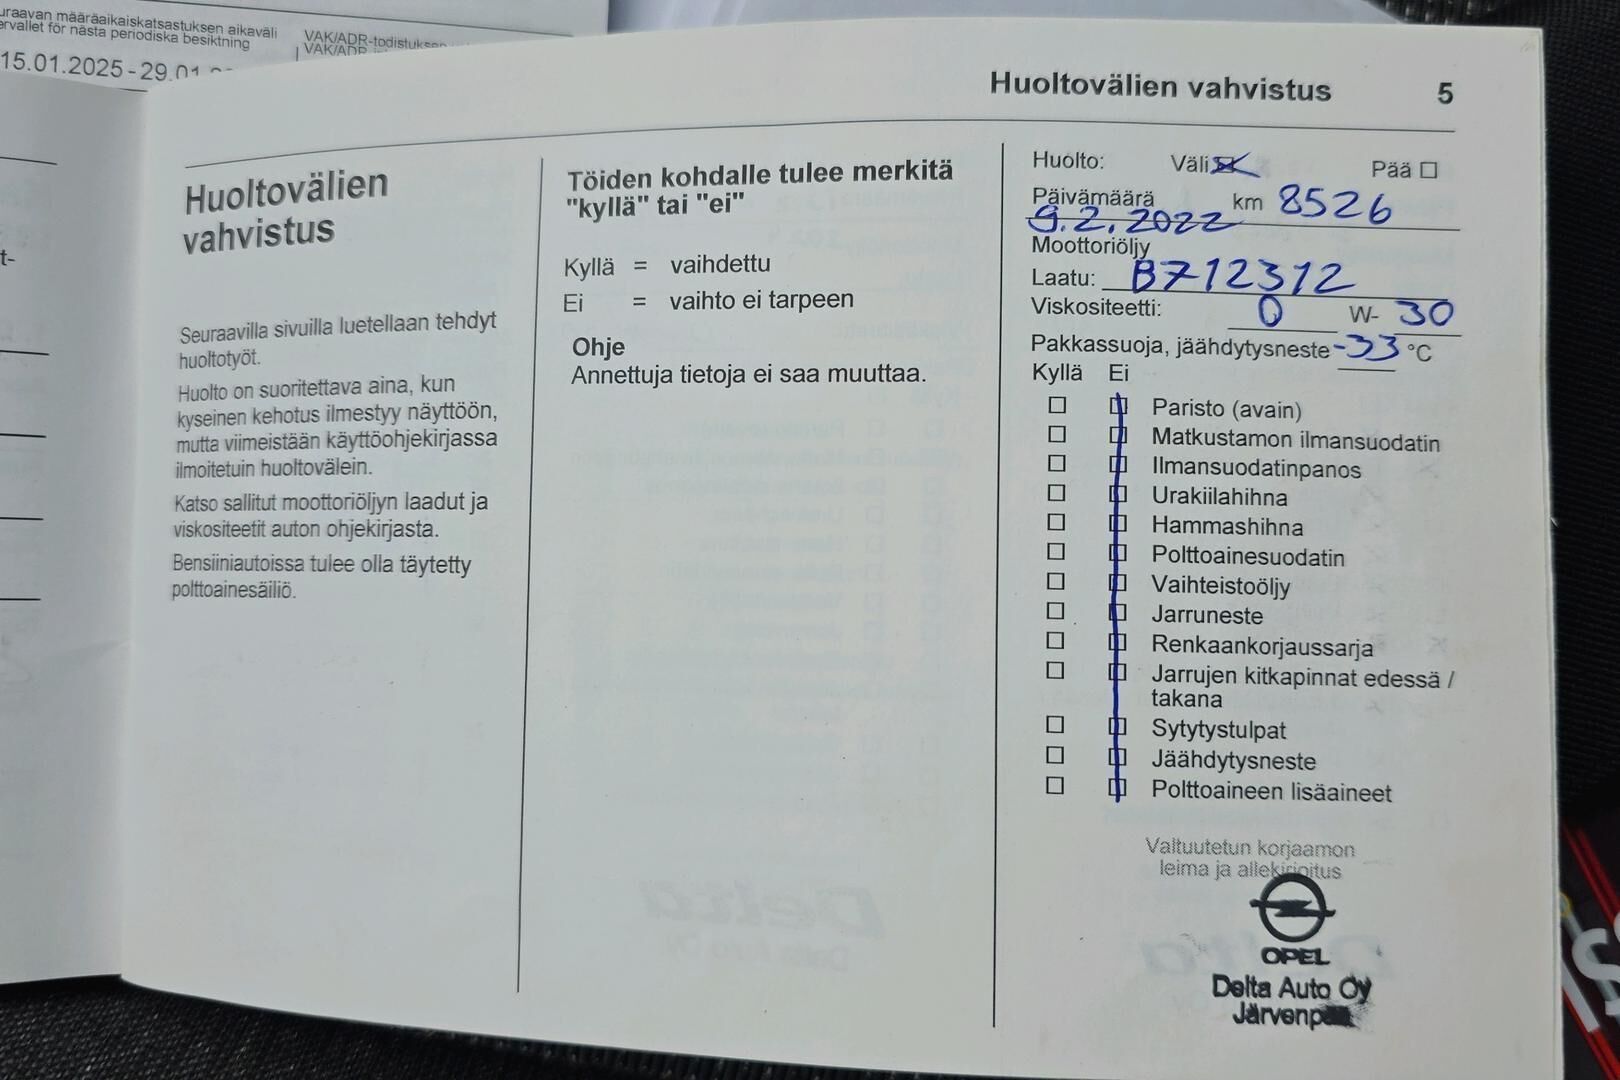 määräaikaiskatsastuksen aikaväli
för nästa periodiska besiktning
VAK/ADR-todistuksen
VAK/ADR
15.01.2025 - 29.01
t-
Huoltovälien vahvistus 5
Huoltovälien
vahvistus
Seuraavilla sivuilla luetellaan tehdyt
huoltotyöt.
Huolto on suoritettava aina, kun
kyseinen kehotus ilmestyy näyttöön,
mutta viimeistään käyttöohjekirjassa
ilmoitetuin huoltovälein.
Katso sallitut moottoriöljyn laadut ja
viskositeetit auton ohjekirjasta.
Bensiiniautoissa tulee olla täytetty
polttoainesäiliö.
Töiden kohdalle tulee merkitä
"kyllä" tai "ei"
Kyllä = vaihdettu
Ei = vaihto ei tarpeen
Ohje
Annettuja tietoja ei saa muuttaa.
Huolto: Väli Pää
Päivämäärä km 8526
9.2.2022
Moottoriöljy
Laatu: B712312
Viskositeetti: 0 W- 30
Pakkassuoja, jäähdytysneste -33 °C
Kyllä Ei
Paristo (avain)
Matkustamon ilmansuodatin
Ilmansuodatinpanos
Urakiilahihna
Hammashihna
Polttoainesuodatin
Vaihteistoöljy
Jarruneste
Renkaankorjaussarja
Jarrujen kitkapinnat edessä /
takana
Sytytystulpat
Jäähdytysneste
Polttoaineen lisäaineet
Valtuutetun korjaamon
leima ja allekirjoitus
OPEL
Delta Auto Oy
Järvenpää